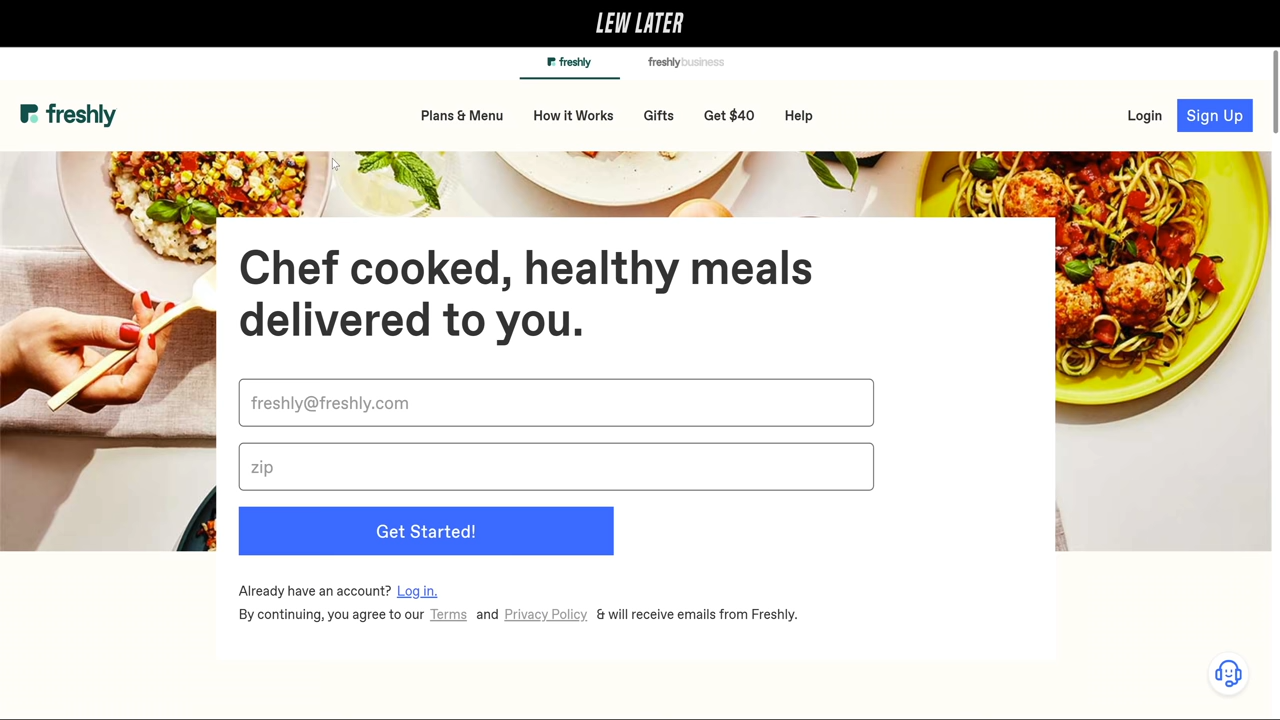 LEW LATER
freshly
freshlybusiness
freshly
Plans & Menu
How it Works
Gifts
Get $40
Help
Login
Sign Up
Chef cooked, healthy meals
delivered to you.
freshly@freshly.com
zip
Get Started!
Already have an account? Log in.
By continuing, you agree to our Terms and Privacy Policy & will receive emails from Freshly.